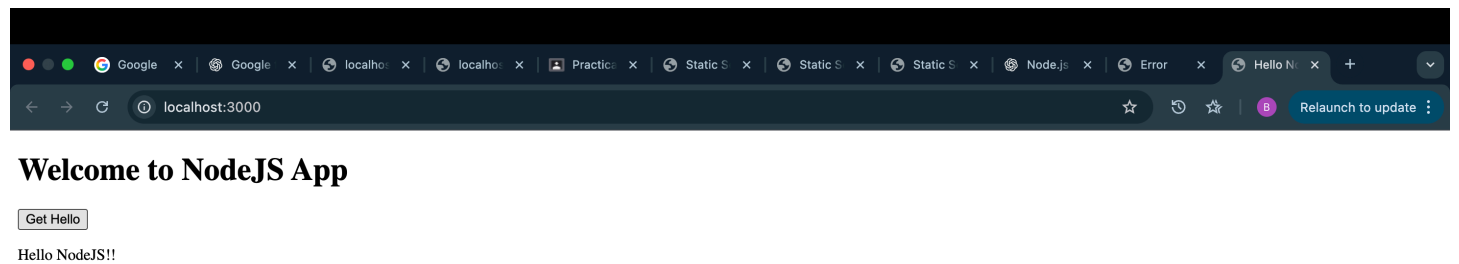 Google Google localhos localhos Practica Static S Static S Static S Node.js Error Hello No
localhost:3000 B Relaunch to update
Welcome to NodeJS App
Get Hello
Hello NodeJS!!